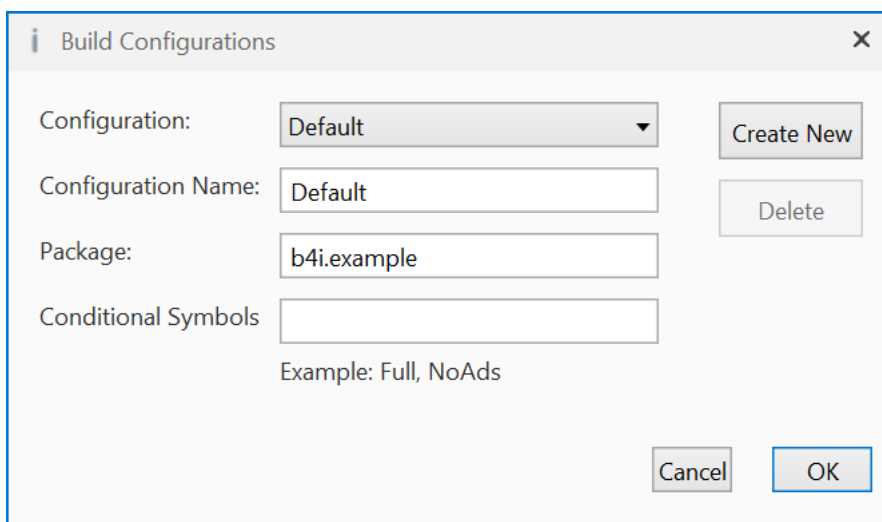 Build Configurations
Configuration:
Default
Create New
Configuration Name:
Default
Delete
Package:
b4i.example
Conditional Symbols
Example: Full, NoAds
Cancel
OK